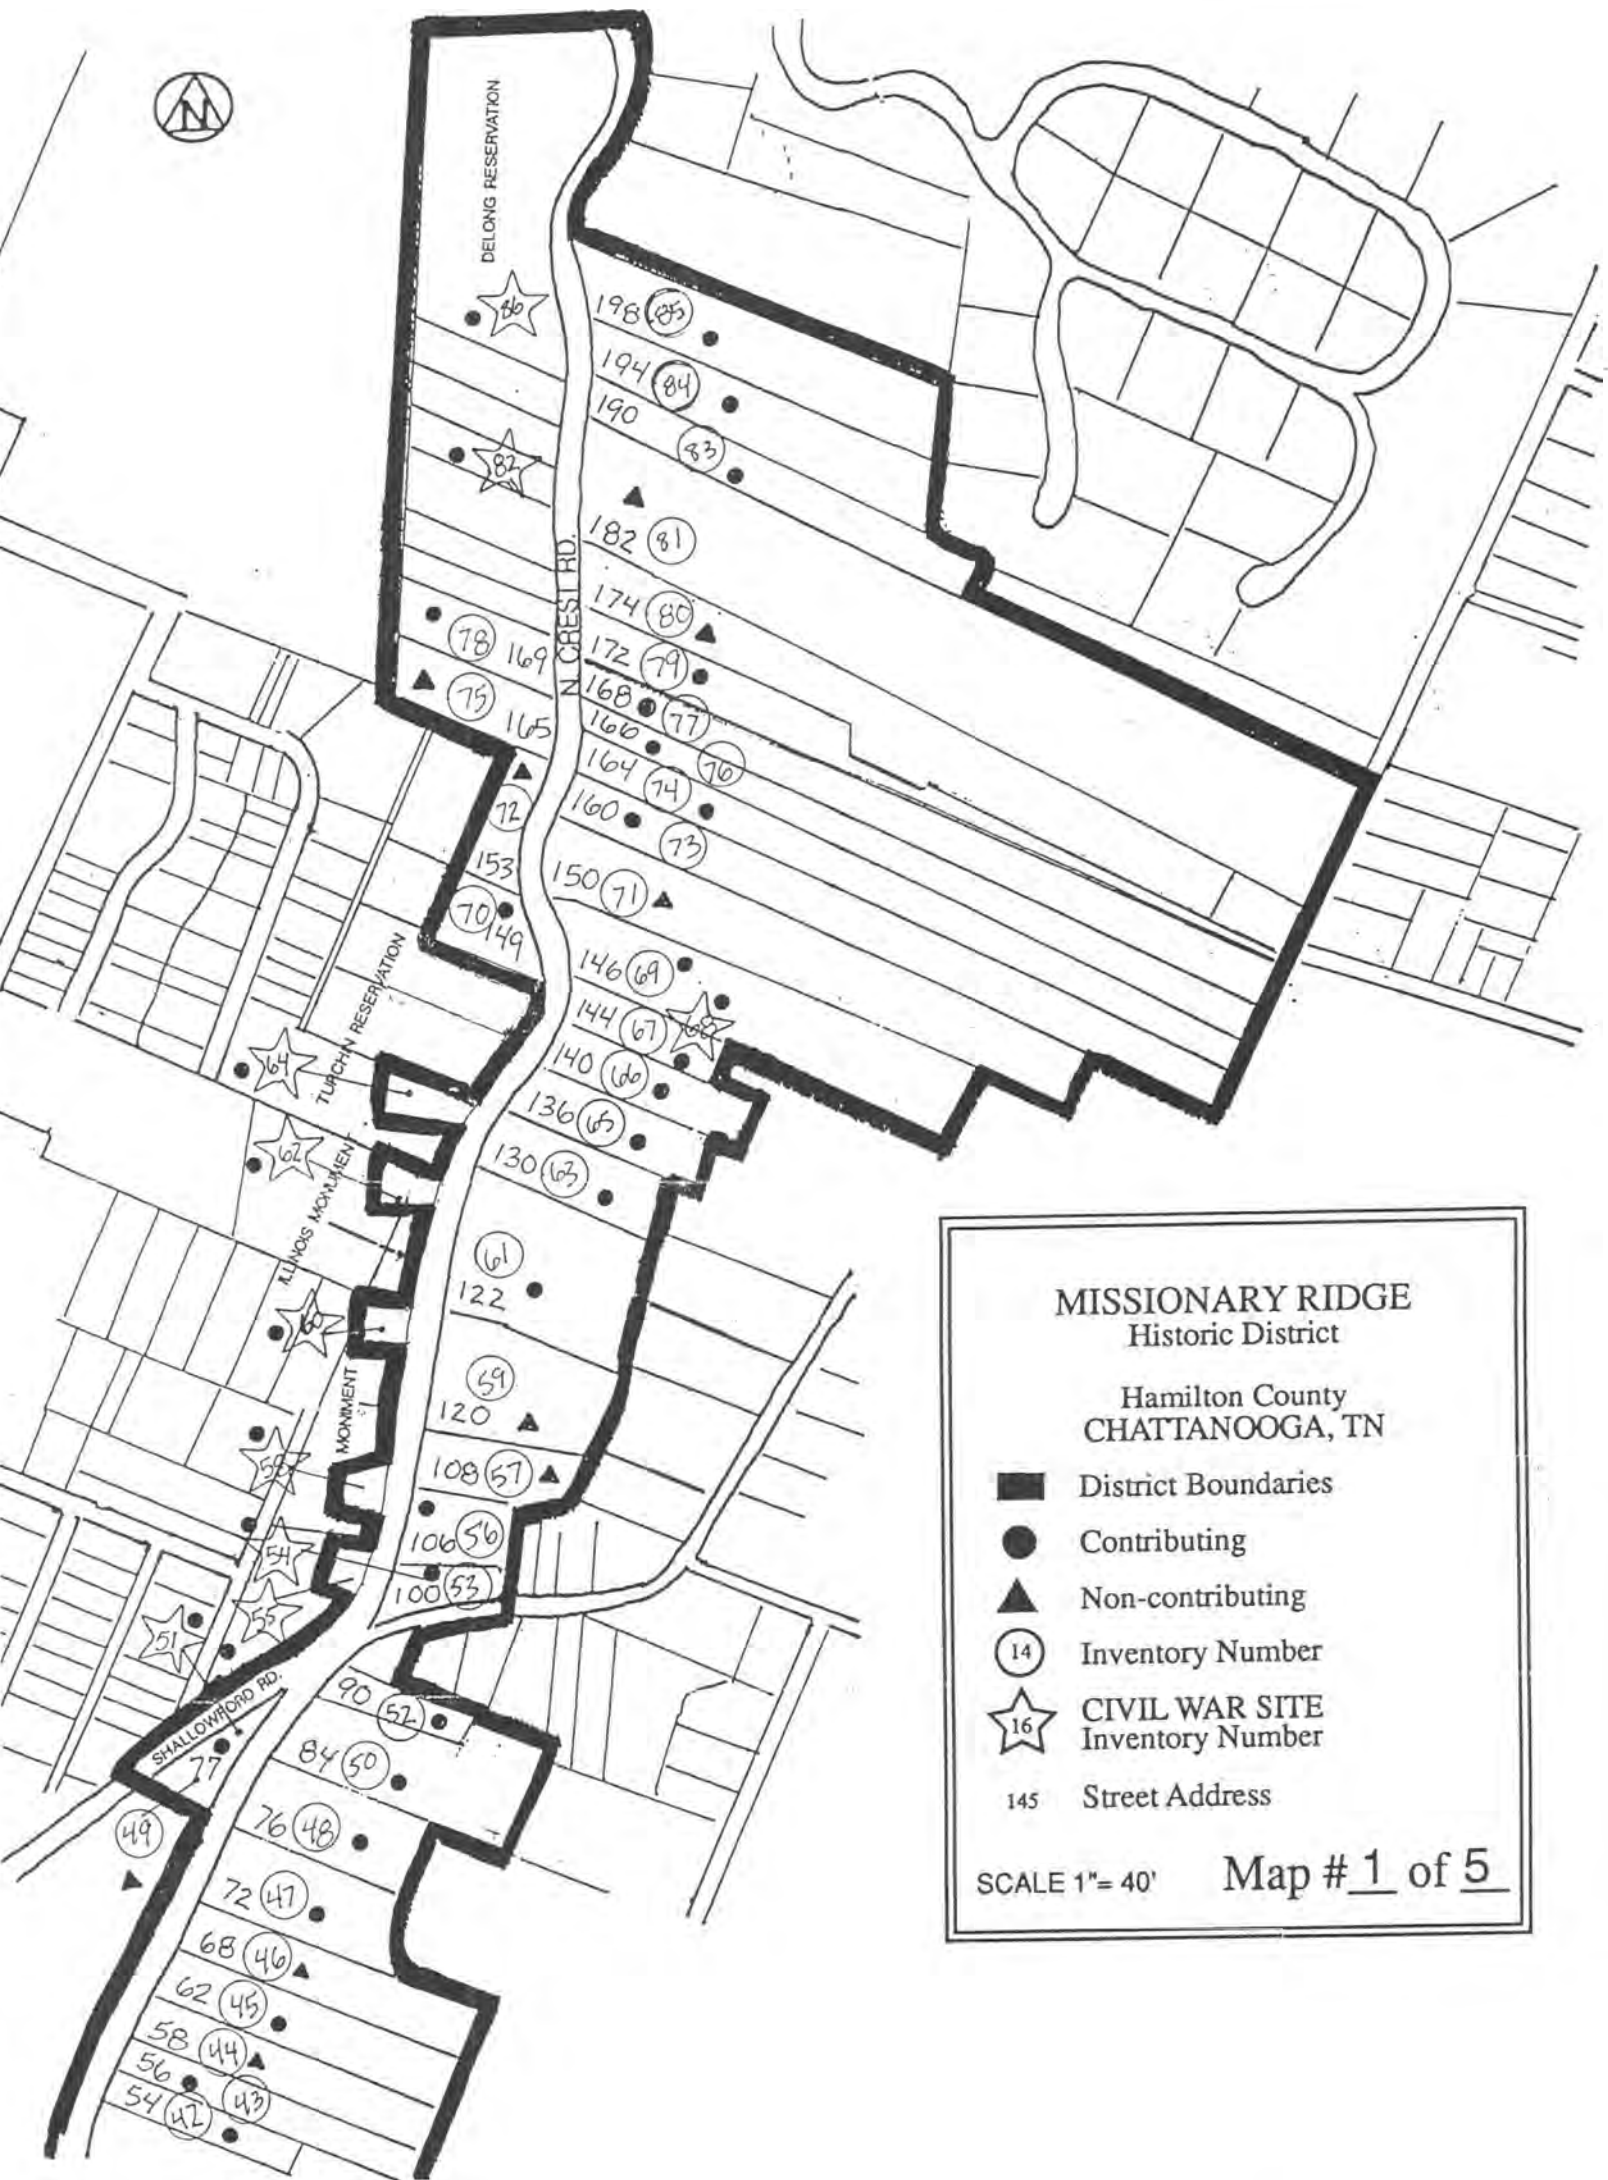 N
DELONG RESERVATION
86
198 85
194 84
190
83
82
182 81
N. CREST RD.
174 80
78 169
172 79
75
168 77
165
166
76
164 74
72
160
73
153
150 71
70
149
TURCHIN RESERVATION
146 69
68
144 67
64
140 66
136 65
62
ILLINOIS MONUMENT
130 63
61
122
60
MONIMENT
59
120
58
108 57
106 56
54
100 53
55
51
SHALLOWFORD RD.
90
52
84 50
77
49
76 48
72 47
68 46
62 45
58 44
56
43
54 42
MISSIONARY RIDGE
Historic District
Hamilton County
CHATTANOOGA, TN
District Boundaries
Contributing
Non-contributing
14 Inventory Number
16 CIVIL WAR SITE
Inventory Number
145 Street Address
SCALE 1"= 40' Map # 1 of 5